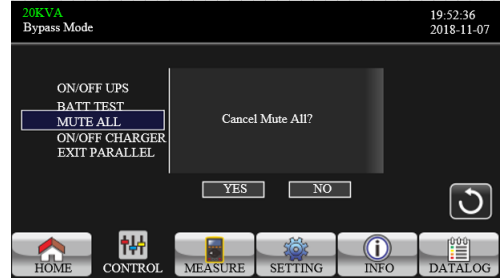 20KVA
Bypass Mode
19:52:36
2018-11-07
ON/OFF UPS
BATT TEST
MUTE ALL
ON/OFF CHARGER
EXIT PARALLEL
Cancel Mute All?
YES NO
HOME CONTROL MEASURE SETTING INFO DATALOG